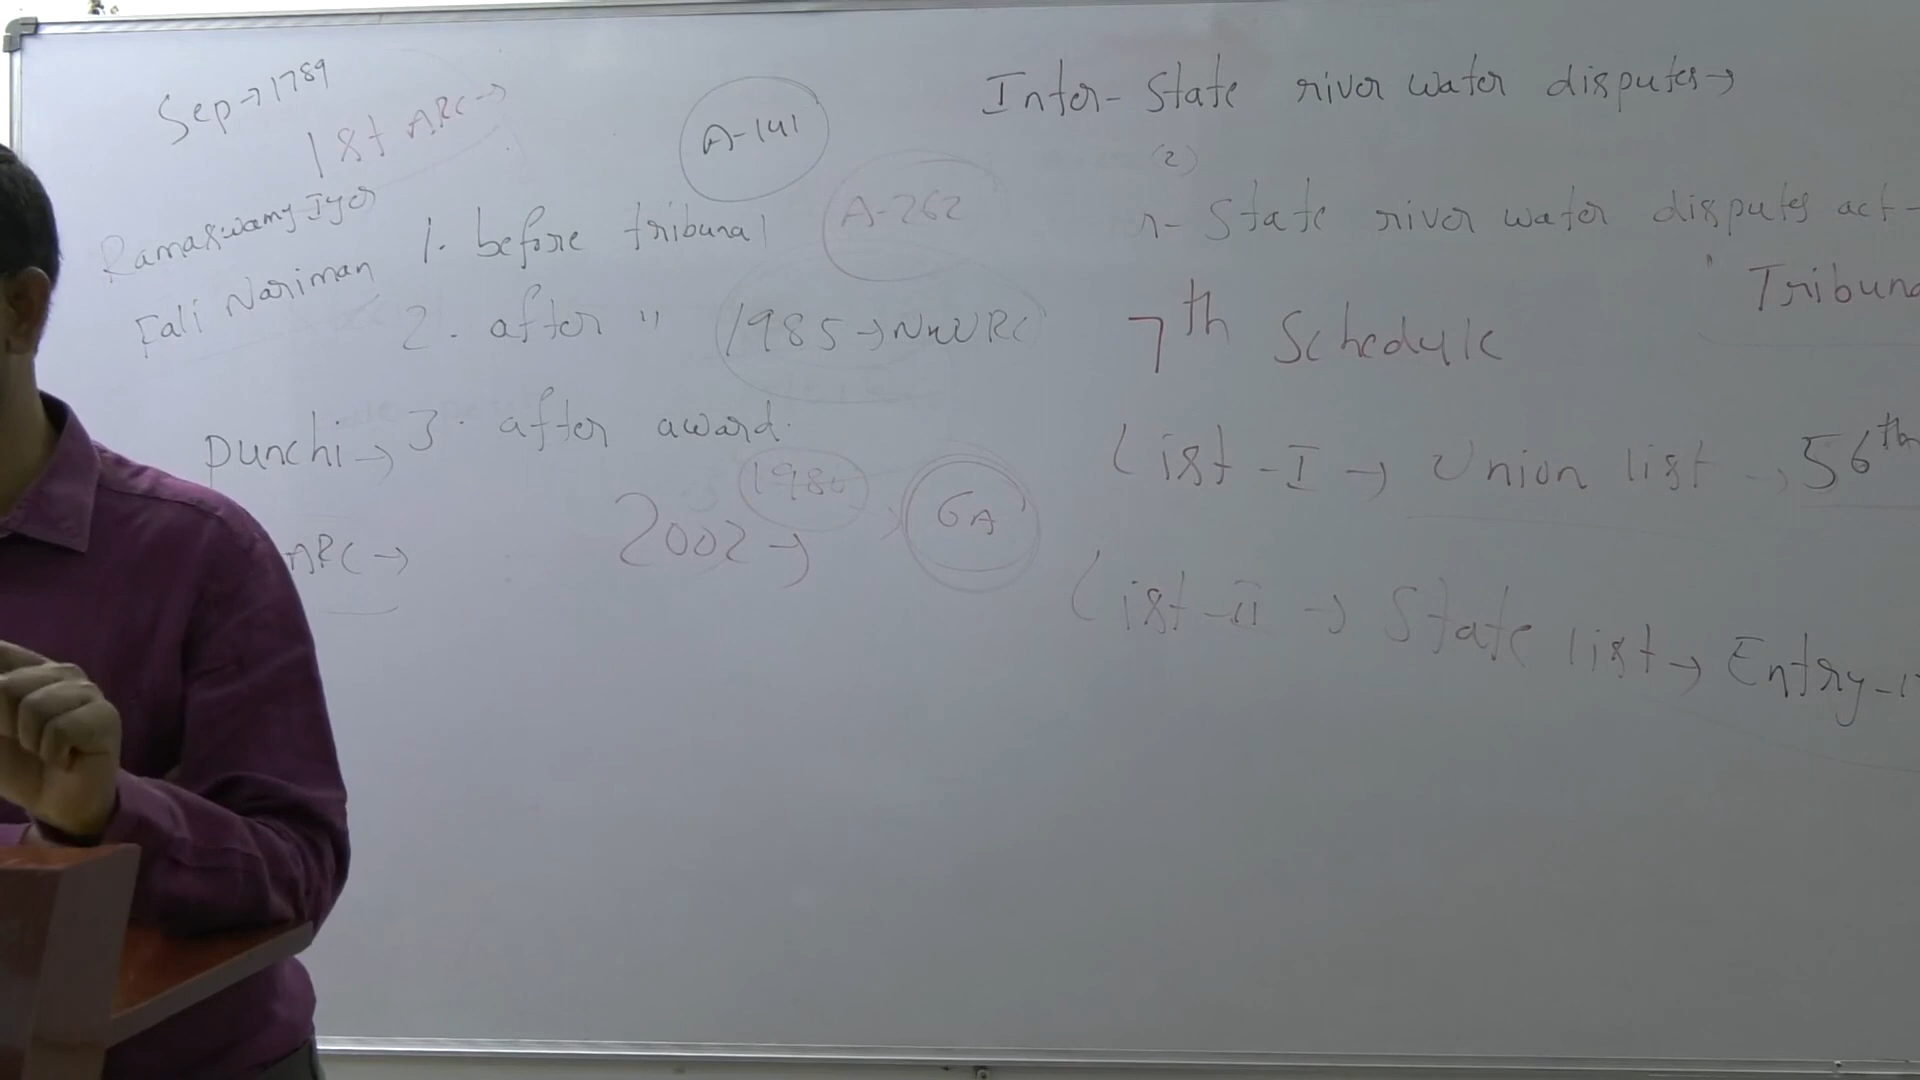 Sep→1789
1st ARC→
A-141
Ramaswamy Iyer
Fali Nariman
1. before tribunal
A-262
2. after "
1985→NWRC
Punchi→
3. after award.
1986
ARC→
2002→
GA
Inter-State river water disputes→
(2)
r-State river water disputes act-
Tribuna
7th Schedule
List-I→ Union list → 56th
List-II→ State list→ Entry-1